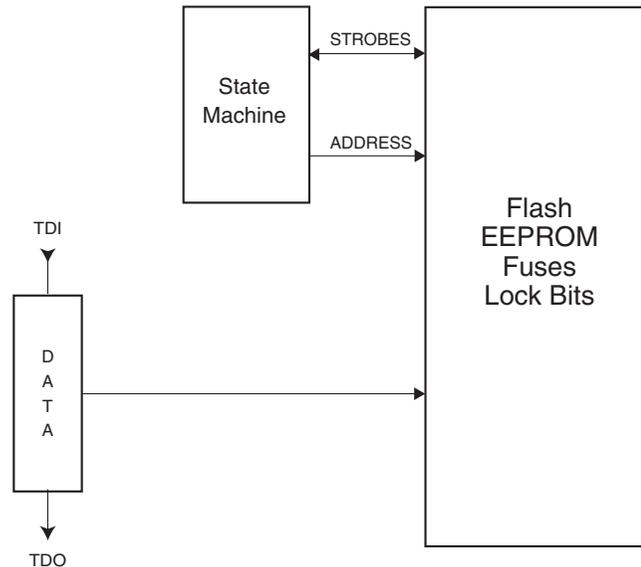 STROBES
State
Machine
ADDRESS
Flash
EEPROM
Fuses
Lock Bits
TDI
D
A
T
A
TDO